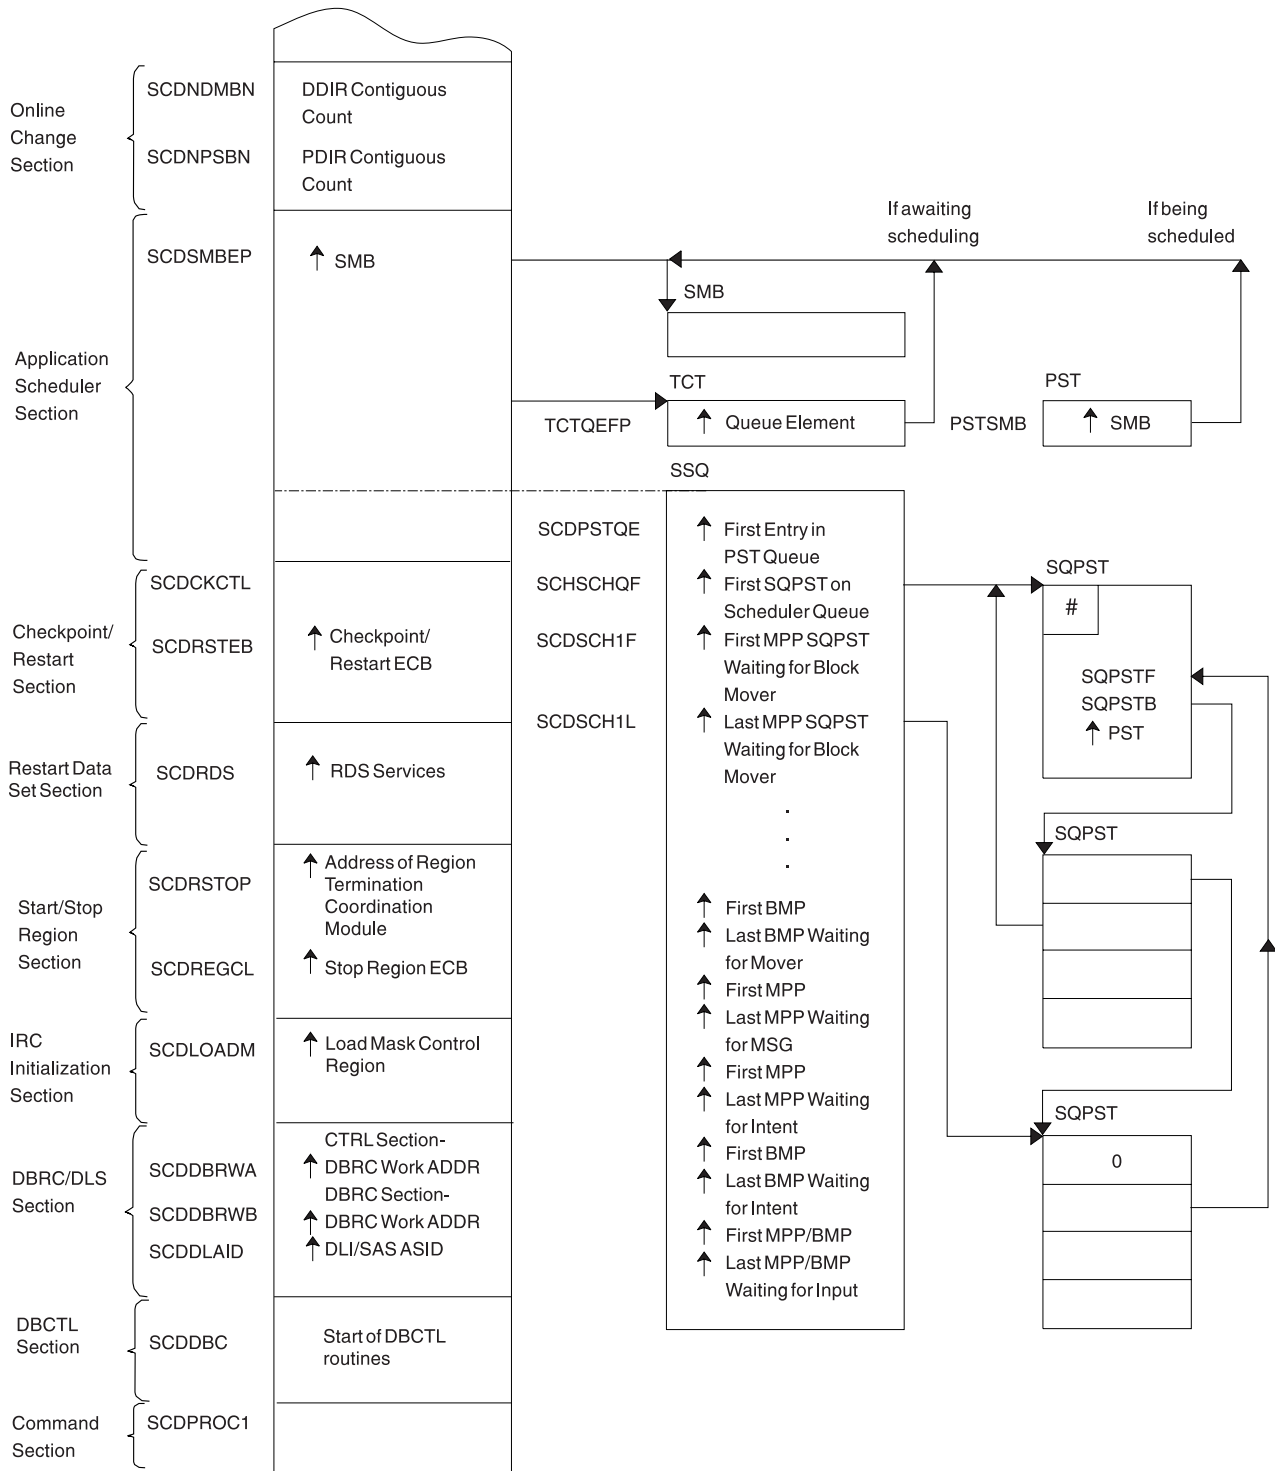 Online
Change
Section
SCDNDMBN
DDIR Contiguous
Count
SCDNPSBN
PDIR Contiguous
Count
Application
Scheduler
Section
SCDSMBEP
SMB
If awaiting
scheduling
If being
scheduled
SMB
TCT
TCTQEFP
Queue Element
PST
PSTSMB
SMB
SSQ
SCDPSTQE
First Entry in
PST Queue
SCHSCHQF
First SQPST on
Scheduler Queue
SCDSCH1F
First MPP SQPST
Waiting for Block
Mover
SCDSCH1L
Last MPP SQPST
Waiting for Block
Mover
.
.
.
First BMP
Last BMP Waiting
for Mover
First MPP
Last MPP Waiting
for MSG
First MPP
Last MPP Waiting
for Intent
First BMP
Last BMP Waiting
for Intent
First MPP/BMP
Last MPP/BMP
Waiting for Input
SQPST
#
SQPSTF
SQPSTB
PST
SQPST
SQPST
0
Checkpoint/
Restart
Section
SCDCKCTL
SCDRSTEB
Checkpoint/
Restart ECB
Restart Data
Set Section
SCDRDS
RDS Services
Start/Stop
Region
Section
SCDRSTOP
Address of Region
Termination
Coordination
Module
SCDREGCL
Stop Region ECB
IRC
Initialization
Section
SCDLOADM
Load Mask Control
Region
DBRC/DLS
Section
CTRL Section-
SCDDBRWA
DBRC Work ADDR
DBRC Section-
SCDDBRWB
DBRC Work ADDR
SCDDLAID
DLI/SAS ASID
DBCTL
Section
SCDDBC
Start of DBCTL
routines
Command
Section
SCDPROC1